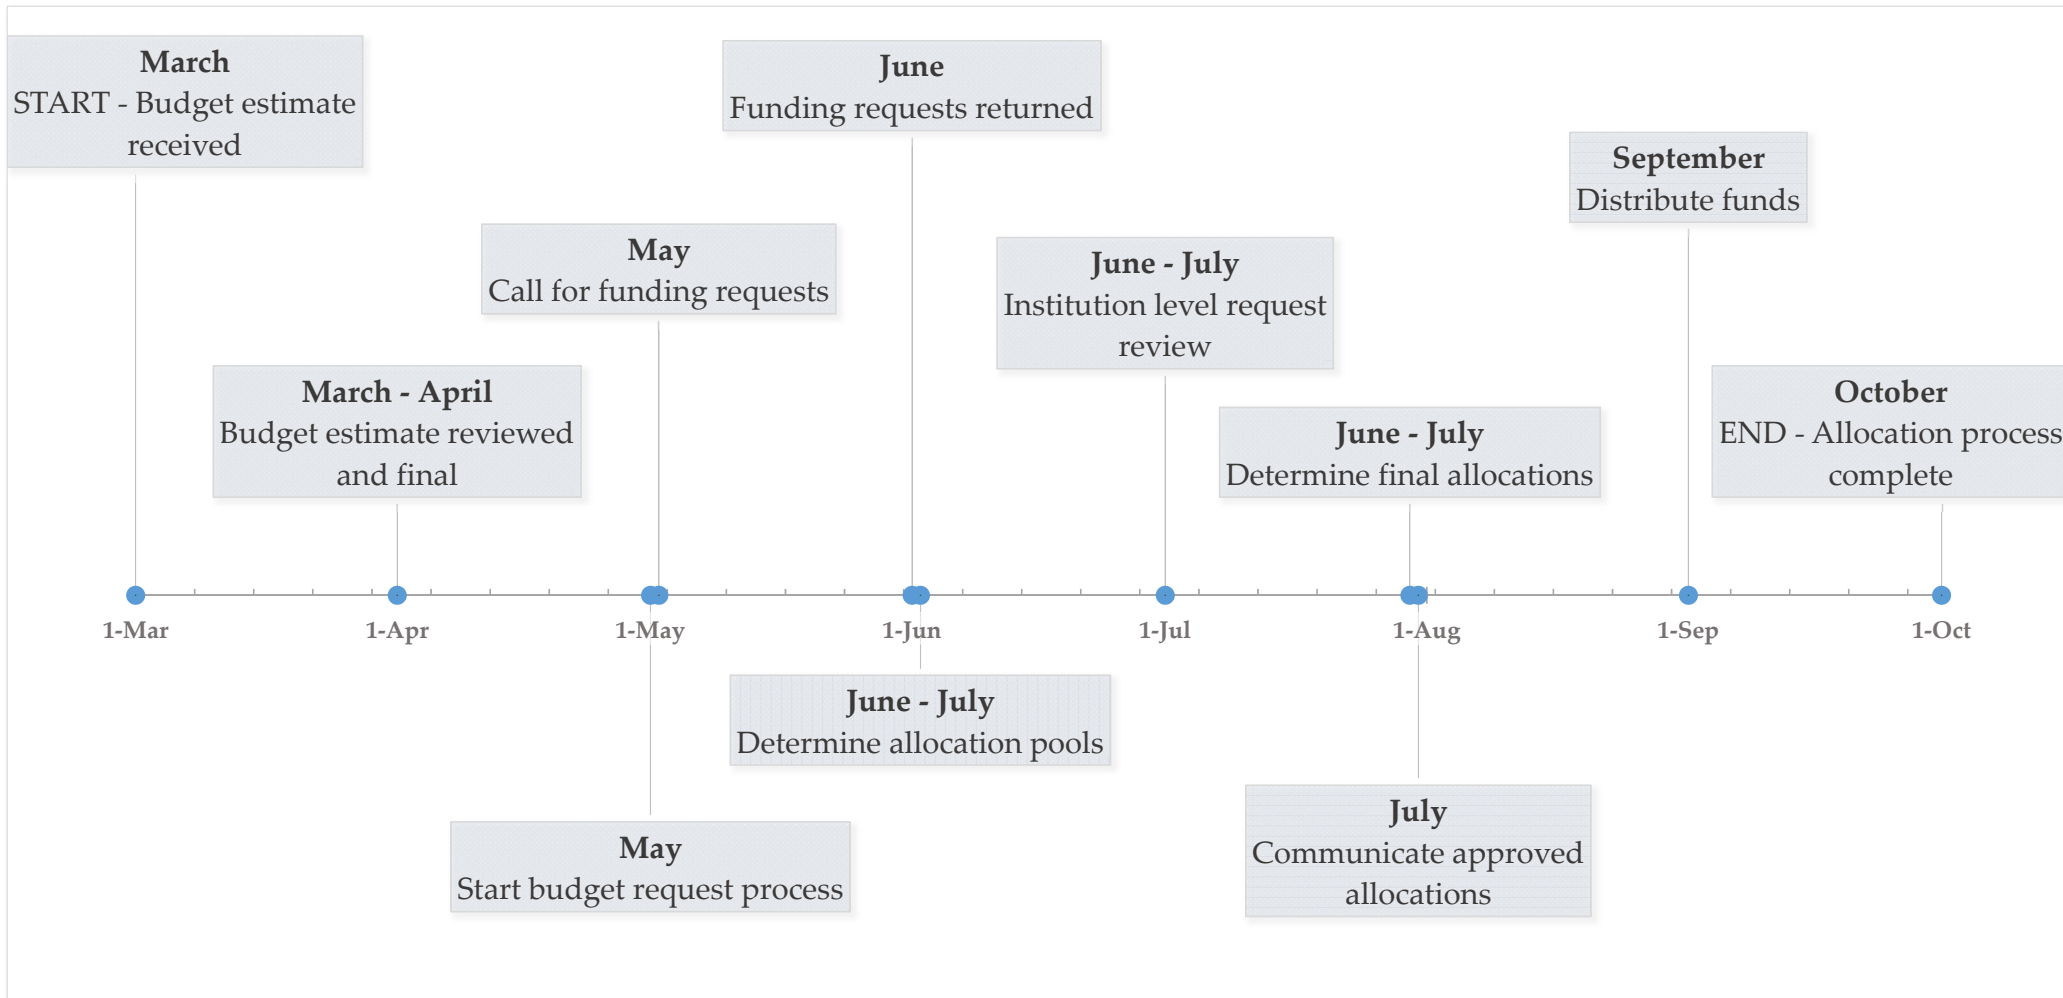 March
START - Budget estimate
received
June
Funding requests returned
September
Distribute funds
May
Call for funding requests
June - July
Institution level request
review
March - April
Budget estimate reviewed
and final
June - July
Determine final allocations
October
END - Allocation process
complete
1-Mar
1-Apr
1-May
1-Jun
1-Jul
1-Aug
1-Sep
1-Oct
June - July
Determine allocation pools
May
Start budget request process
July
Communicate approved
allocations